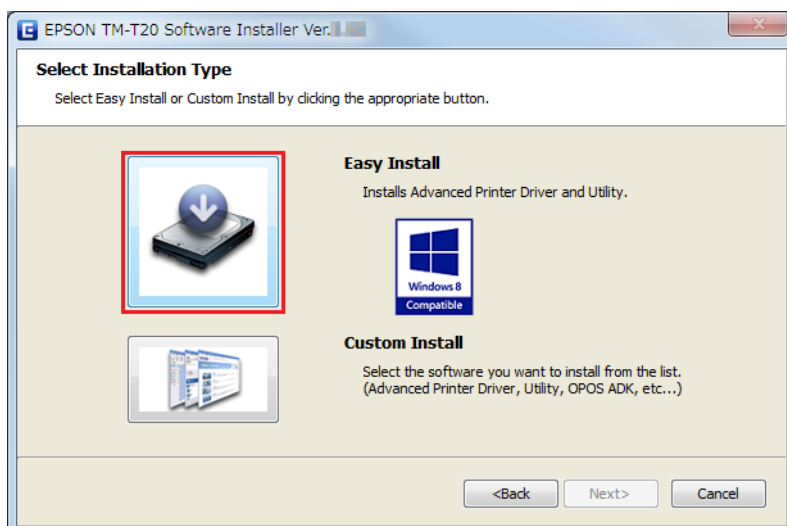 EPSON TM-T20 Software Installer Ver.
Select Installation Type
Select Easy Install or Custom Install by clicking the appropriate button.
Easy Install
Installs Advanced Printer Driver and Utility.
Windows 8
Compatible
Custom Install
Select the software you want to install from the list.
(Advanced Printer Driver, Utility, OPOS ADK, etc...)
<Back Next> Cancel